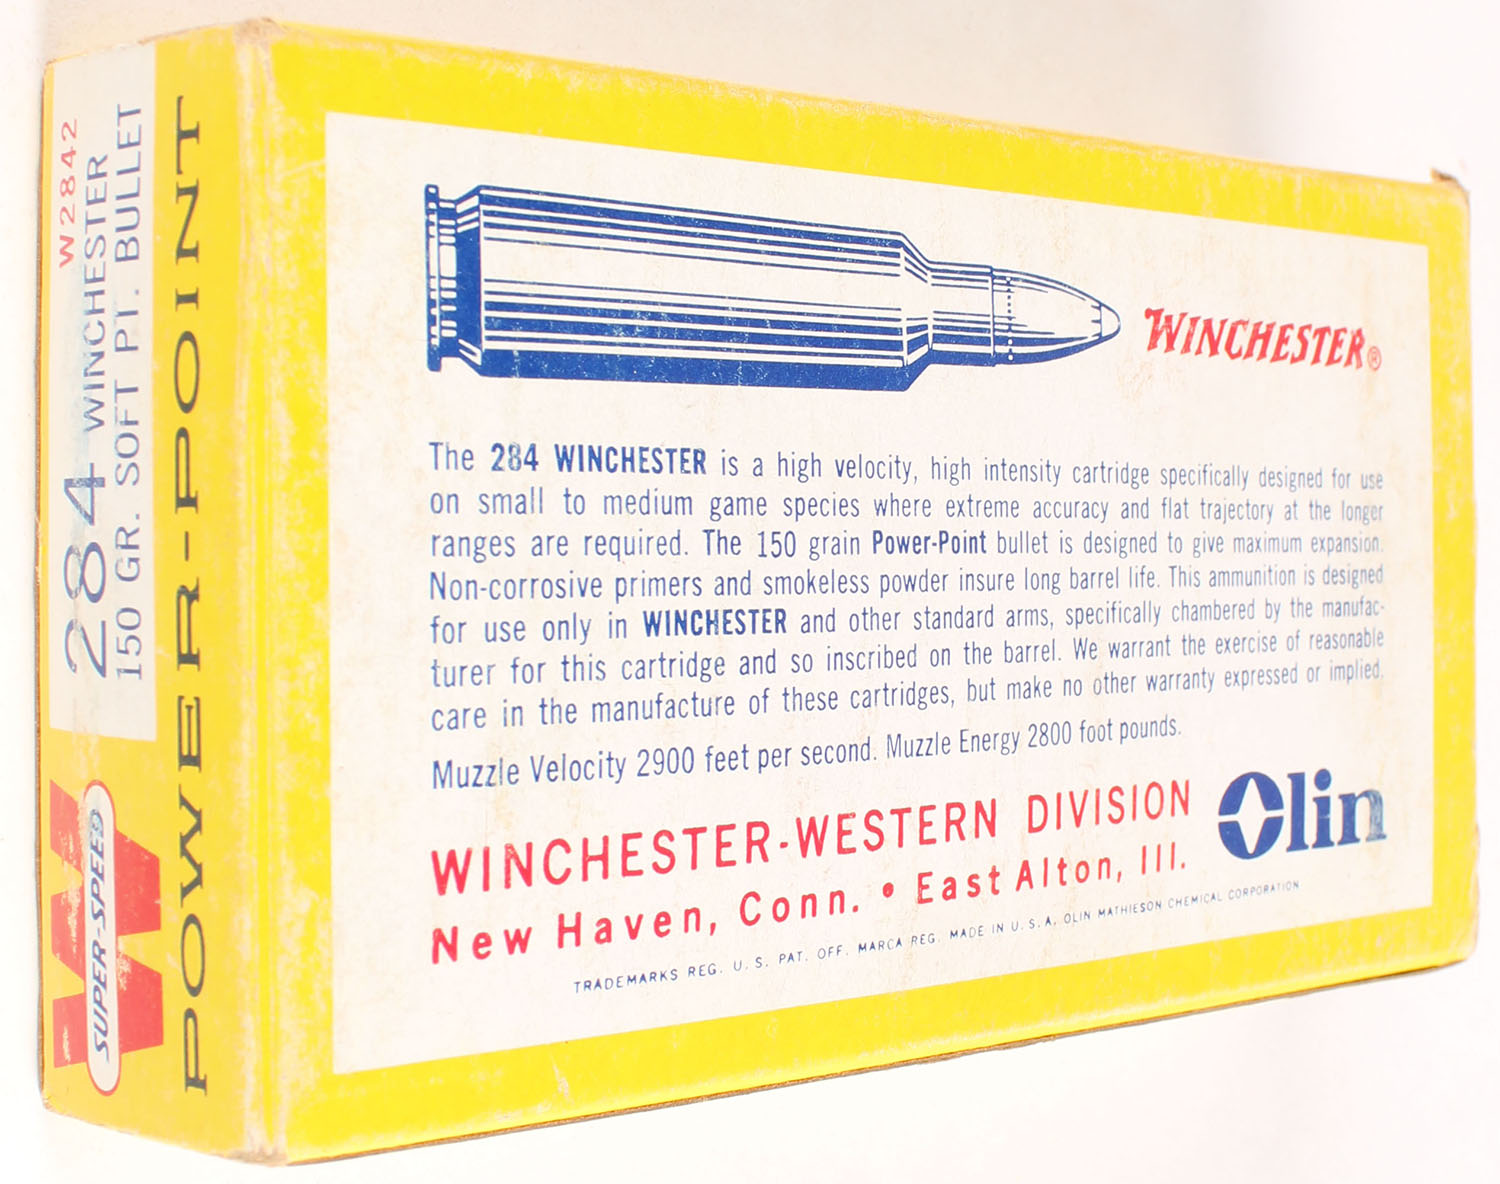 W2842
284 WINCHESTER
150 GR. SOFT PT. BULLET
POWER-POINT
W
SUPER-SPEED
WINCHESTER®
The 284 WINCHESTER is a high velocity, high intensity cartridge specifically designed for use
on small to medium game species where extreme accuracy and flat trajectory at the longer
ranges are required. The 150 grain Power-Point bullet is designed to give maximum expansion.
Non-corrosive primers and smokeless powder insure long barrel life. This ammunition is designed
for use only in WINCHESTER and other standard arms, specifically chambered by the manufac-
turer for this cartridge and so inscribed on the barrel. We warrant the exercise of reasonable
care in the manufacture of these cartridges, but make no other warranty expressed or implied.
Muzzle Velocity 2900 feet per second. Muzzle Energy 2800 foot pounds.
WINCHESTER-WESTERN DIVISION
New Haven, Conn. • East Alton, Ill.
Olin
TRADEMARKS REG. U. S. PAT. OFF. MARCA REG. MADE IN U. S. A. OLIN MATHIESON CHEMICAL CORPORATION